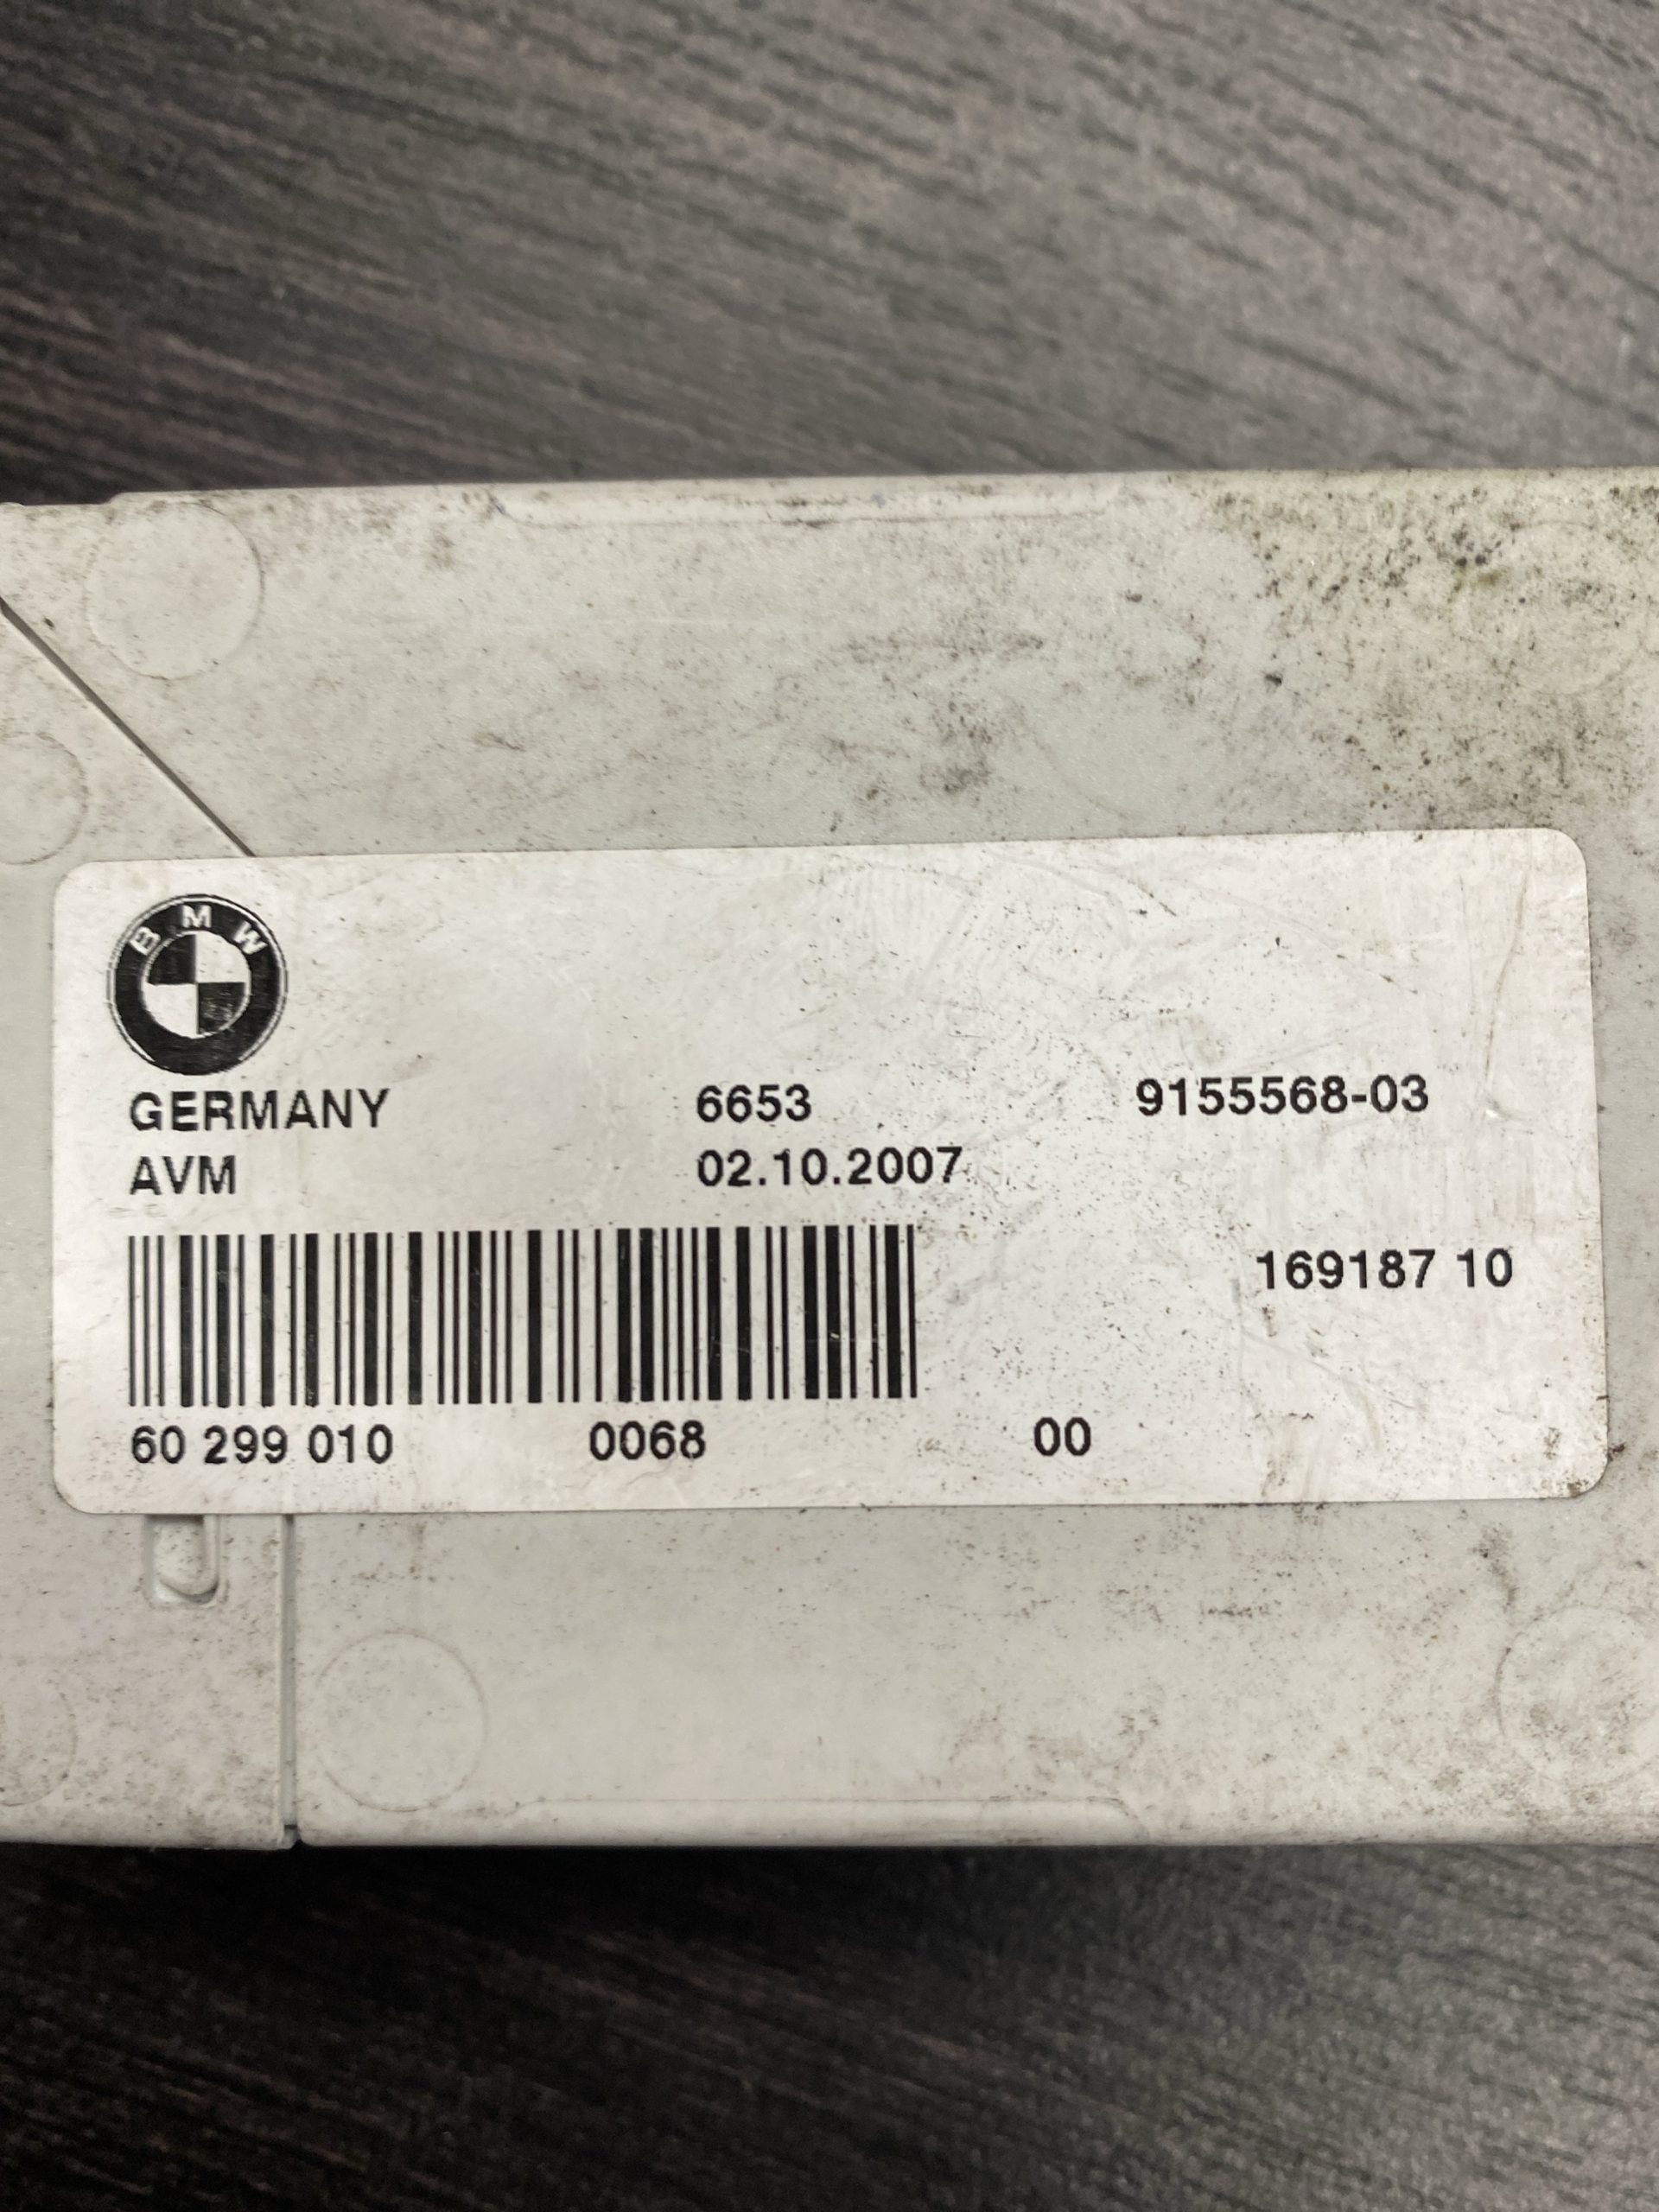 BMW
GERMANY 6653 9155568-03
AVM 02.10.2007
169187 10
60 299 010 0068 00